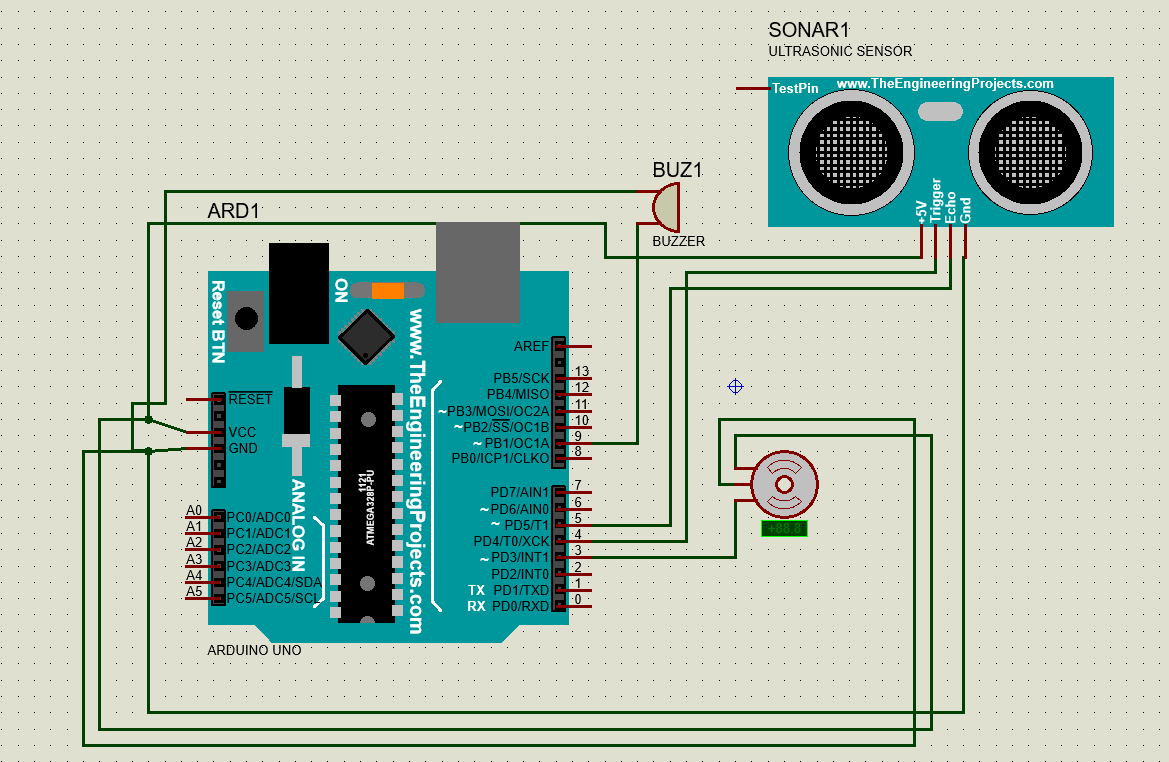 SONAR1
ULTRASONIC SENSOR
www.TheEngineeringProjects.com
TestPin
+5V
Trigger
Echo
Gnd
BUZ1
BUZZER
ARD1
Reset BTN
ON
www.TheEngineeringProjects.com
AREF
PB5/SCK 13
PB4/MISO 12
~PB3/MOSI/OC2A 11
~PB2/SS/OC1B 10
~PB1/OC1A 9
PB0/ICP1/CLKO 8
PD7/AIN1 7
~PD6/AIN0 6
~PD5/T1 5
PD4/T0/XCK 4
~PD3/INT1 3
PD2/INT0 2
TX PD1/TXD 1
RX PD0/RXD 0
RESET
VCC
GND
ANALOG IN
A0 PC0/ADC0
A1 PC1/ADC1
A2 PC2/ADC2
A3 PC3/ADC3
A4 PC4/ADC4/SDA
A5 PC5/ADC5/SCL
1121
ATMEGA328P-PU
+88.8
ARDUINO UNO